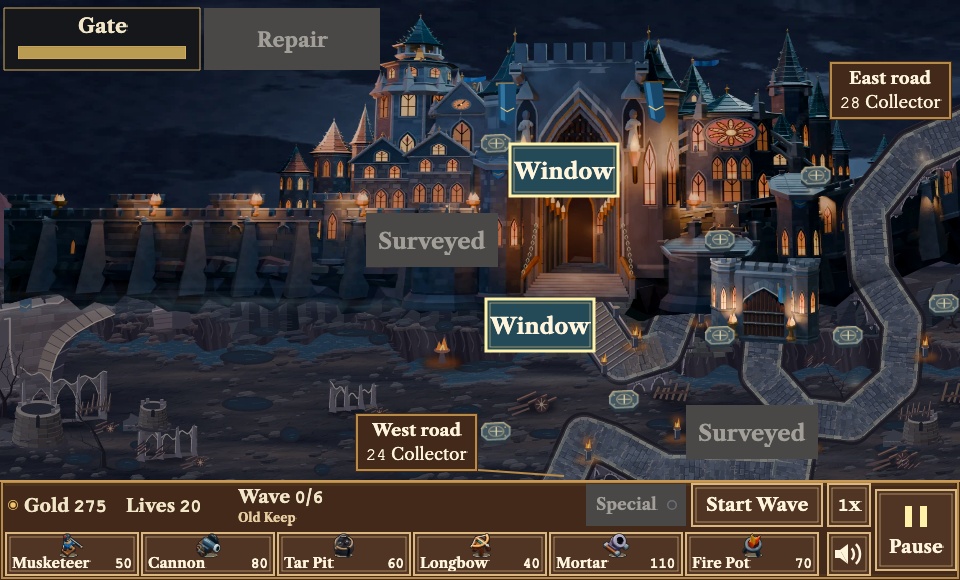 Gate
Repair
East road
28 Collector
Window
Surveyed
Window
West road
24 Collector
Surveyed
Gold 275
Lives 20
Wave 0/6
Old Keep
Special
Start Wave
1x
Pause
Musketeer 50
Cannon 80
Tar Pit 60
Longbow 40
Mortar 110
Fire Pot 70